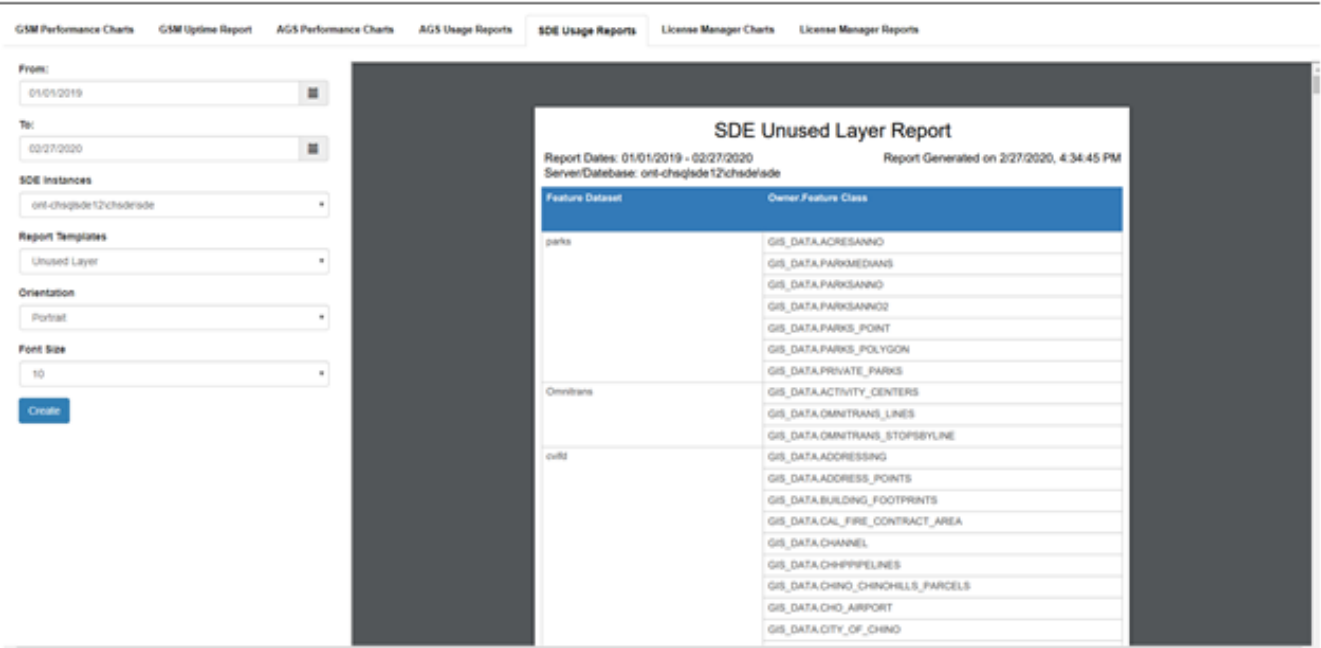 GSM Performance Charts GSM Uptime Report AGS Performance Charts AGS Usage Reports SDE Usage Reports License Manager Charts License Manager Reports
From:
01/01/2019
To:
02/27/2020
SDE Instances
ont-chsqlsde12\chsde\sde
Report Templates
Unused Layer
Orientation
Portrait
Font Size
10
Create
SDE Unused Layer Report
Report Dates: 01/01/2019 - 02/27/2020 Report Generated on 2/27/2020, 4:34:45 PM
Server/Datebase: ont-chsqlsde12\chsde\sde
Feature Dataset Owner.Feature Class
parks GIS_DATA.ACRESANNO
GIS_DATA.PARKMEDIANS
GIS_DATA.PARKSANNO
GIS_DATA.PARKSANNO2
GIS_DATA.PARKS_POINT
GIS_DATA.PARKS_POLYGON
GIS_DATA.PRIVATE_PARKS
Omnitrans GIS_DATA.ACTIVITY_CENTERS
GIS_DATA.OMNITRANS_LINES
GIS_DATA.OMNITRANS_STOPSBYLINE
cvifd GIS_DATA.ADDRESSING
GIS_DATA.ADDRESS_POINTS
GIS_DATA.BUILDING_FOOTPRINTS
GIS_DATA.CAL_FIRE_CONTRACT_AREA
GIS_DATA.CHANNEL
GIS_DATA.CHHPPIPELINES
GIS_DATA.CHINO_CHINOHILLS_PARCELS
GIS_DATA.CHO_AIRPORT
GIS_DATA.CITY_OF_CHINO